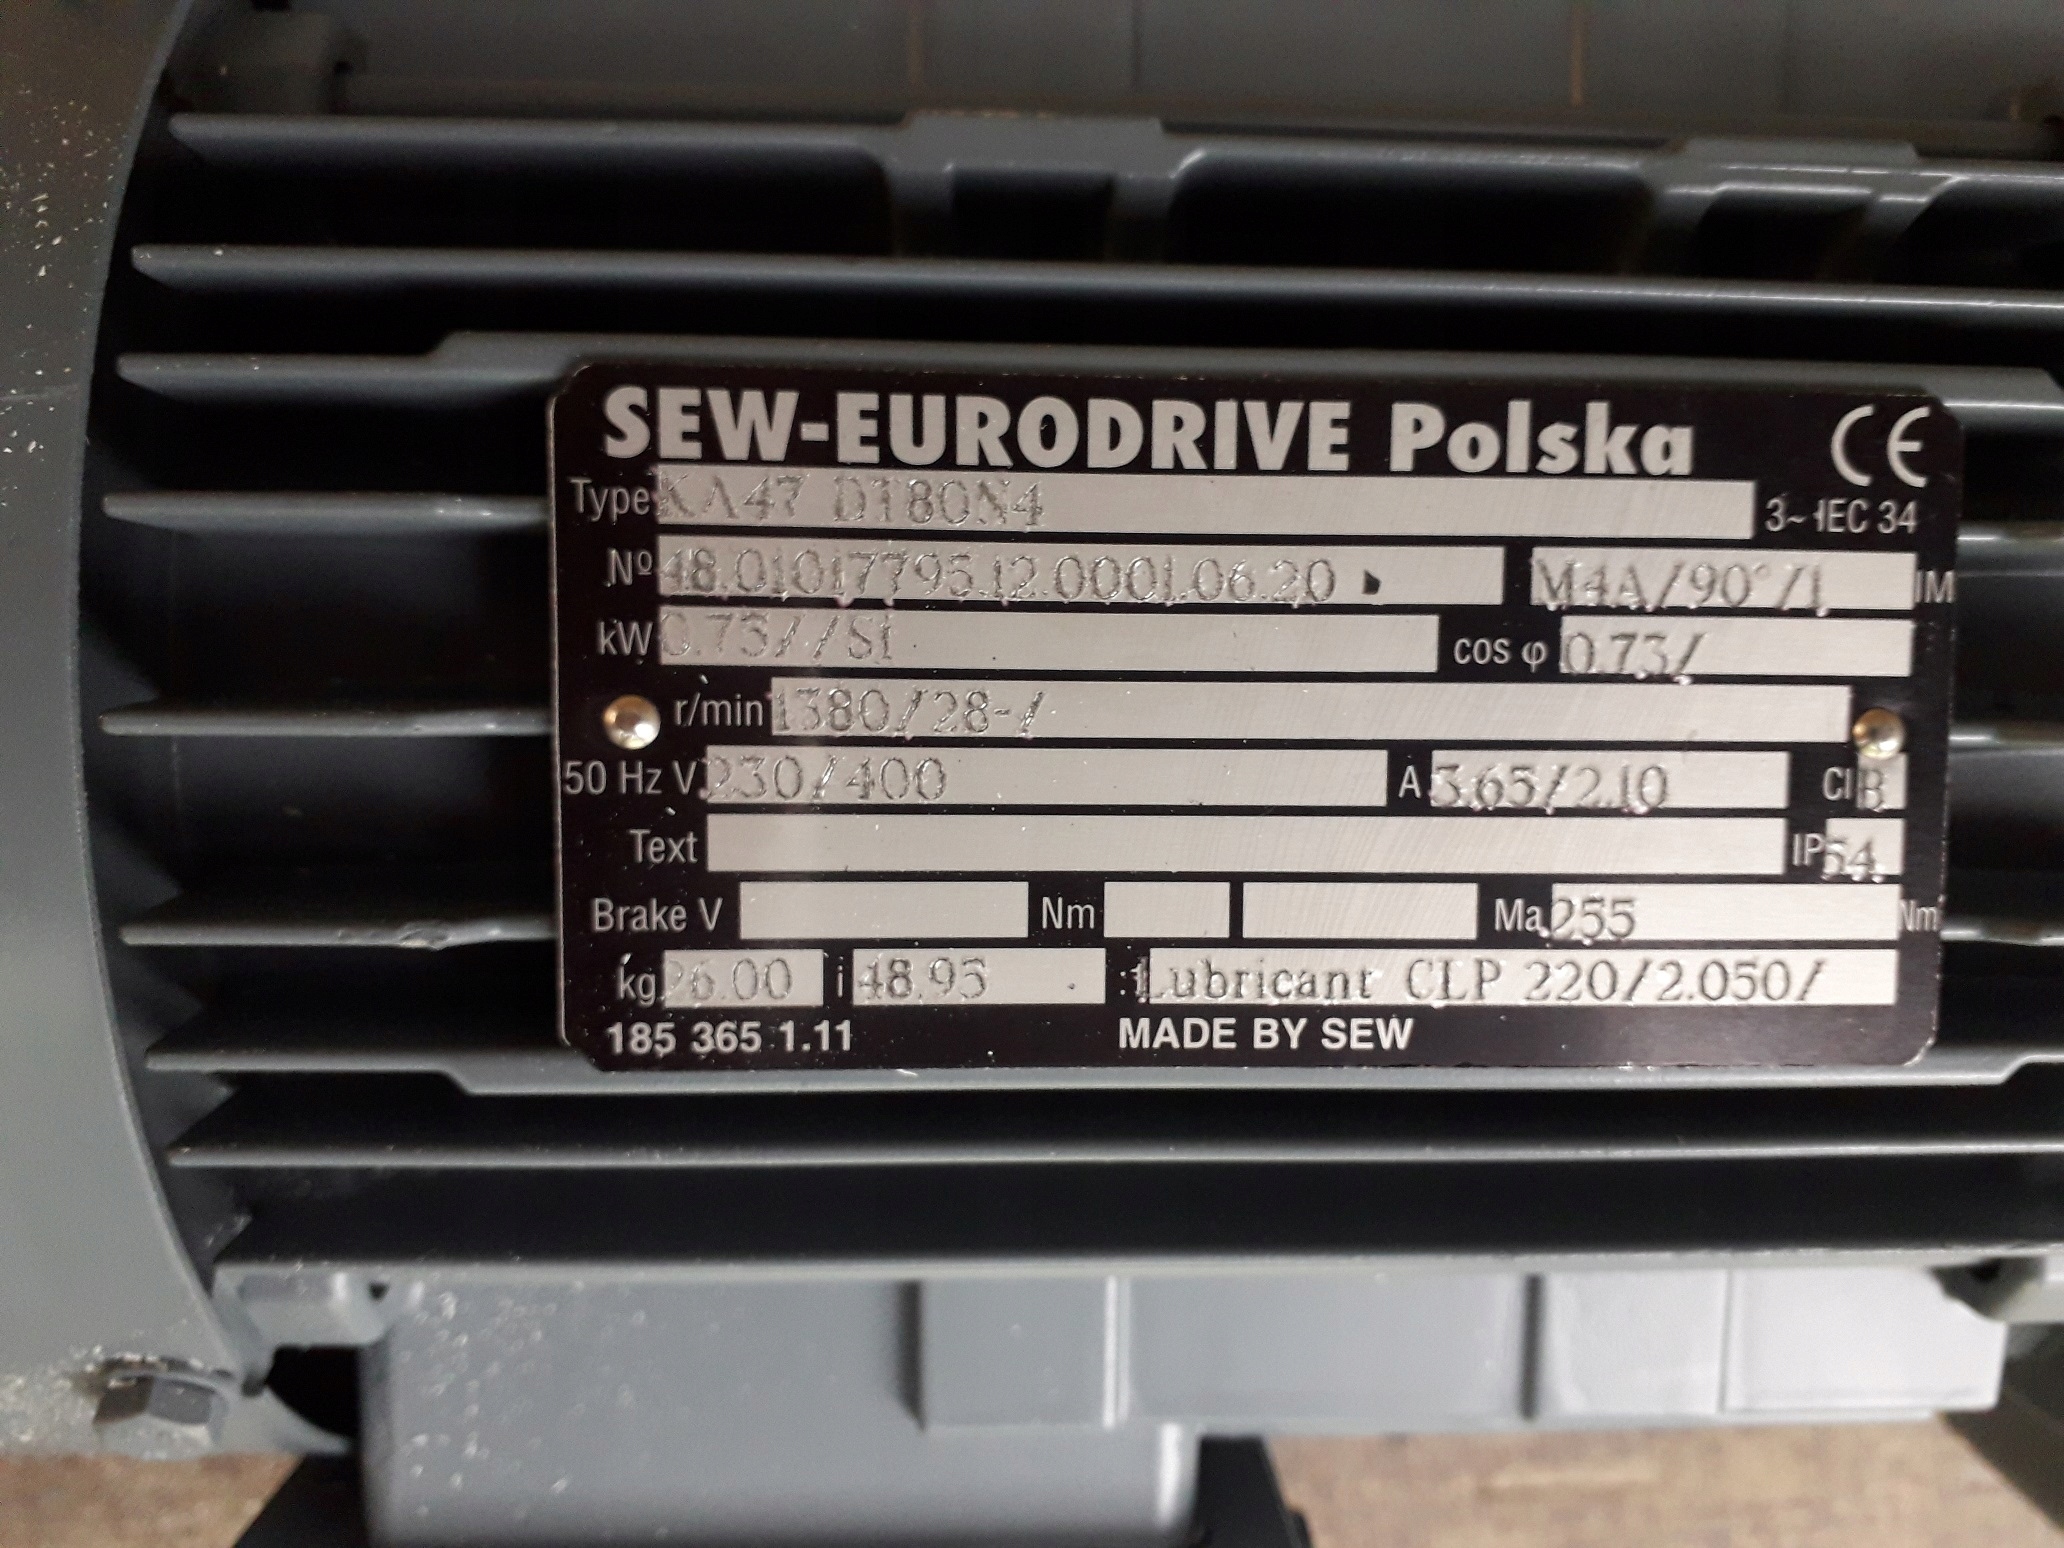 SEW-EURODRIVE Polska CE
Type KA47 DT80N4 3~ IEC 34
Nº 48.01017795.12.0001.06.20 M4A/90°/1 IM
kW 0.75//S1 cos φ 0.73/
r/min 1380/28-/
50 Hz V 230/400 A 3.65/2.10 Cl B
Text IP 54
Brake V Nm Ma 255 Nm
kg 26.00 i 48.95 :Lubricant CLP 220/2.050/
185 365 1.11 MADE BY SEW